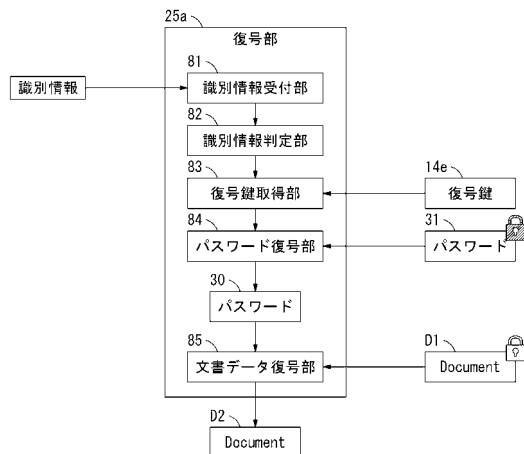 25a
復号部
81
識別情報
識別情報受付部
82
識別情報判定部
83
14e
復号鍵取得部
復号鍵
84
31
パスワード復号部
パスワード
30
パスワード
85
D1
文書データ復号部
Document
D2
Document